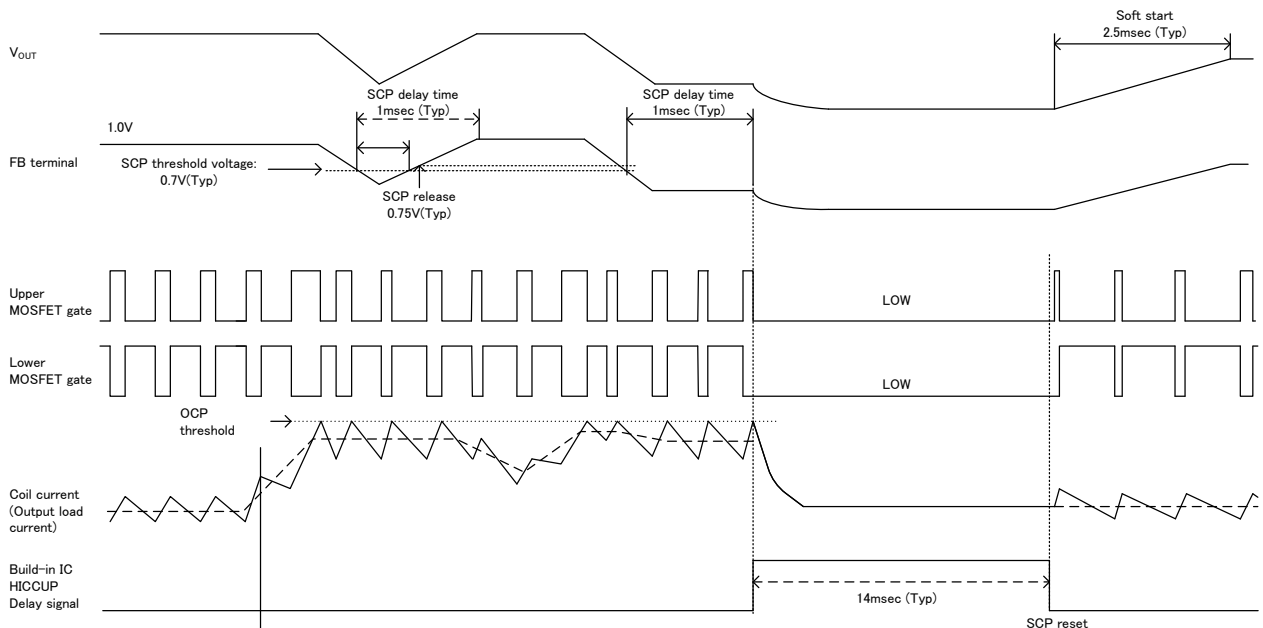 Soft start
2.5msec (Typ)
VOUT
SCP delay time
1msec (Typ)
SCP delay time
1msec (Typ)
1.0V
FB terminal
SCP threshold voltage:
0.7V(Typ)
SCP release
0.75V(Typ)
Upper
MOSFET gate
LOW
Lower
MOSFET gate
LOW
OCP
threshold
Coil current
(Output load
current)
Build-in IC
HICCUP
Delay signal
14msec (Typ)
SCP reset